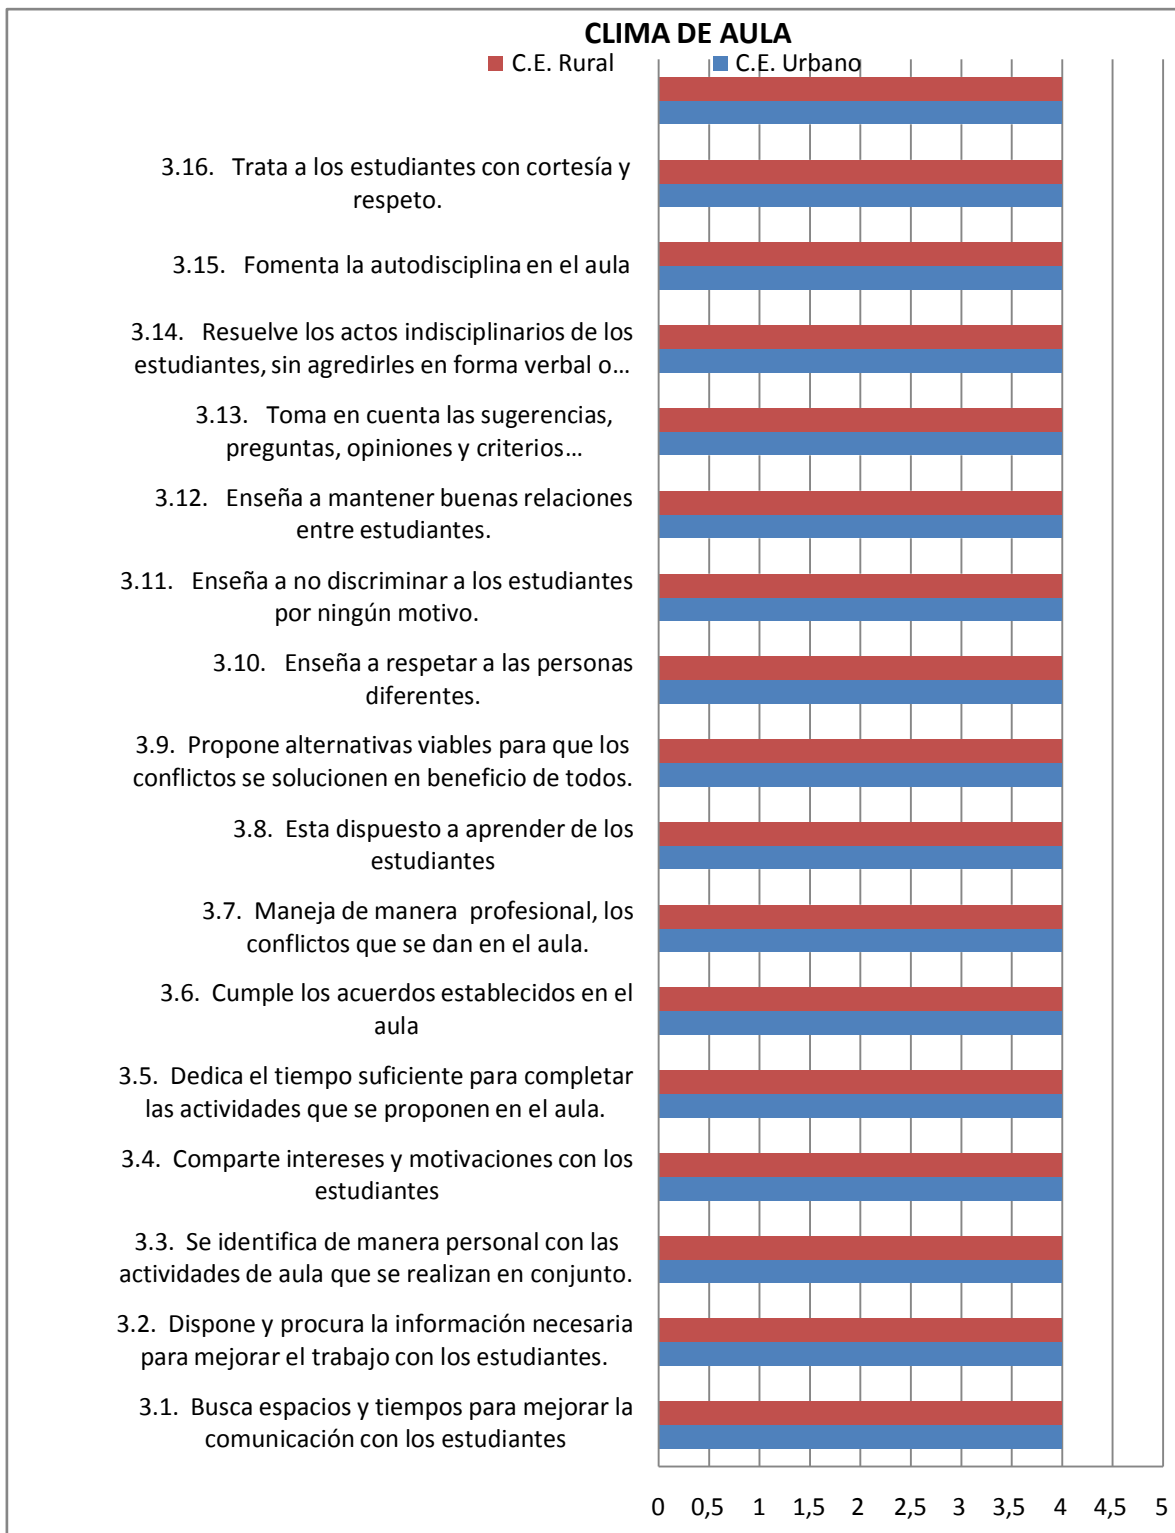 CLIMA DE AULA
C.E. Rural C.E. Urbano
3.16. Trata a los estudiantes con cortesía y
respeto.
3.15. Fomenta la autodisciplina en el aula
3.14. Resuelve los actos indisciplinarios de los
estudiantes, sin agredirles en forma verbal o…
3.13. Toma en cuenta las sugerencias,
preguntas, opiniones y criterios…
3.12. Enseña a mantener buenas relaciones
entre estudiantes.
3.11. Enseña a no discriminar a los estudiantes
por ningún motivo.
3.10. Enseña a respetar a las personas
diferentes.
3.9. Propone alternativas viables para que los
conflictos se solucionen en beneficio de todos.
3.8. Esta dispuesto a aprender de los
estudiantes
3.7. Maneja de manera profesional, los
conflictos que se dan en el aula.
3.6. Cumple los acuerdos establecidos en el
aula
3.5. Dedica el tiempo suficiente para completar
las actividades que se proponen en el aula.
3.4. Comparte intereses y motivaciones con los
estudiantes
3.3. Se identifica de manera personal con las
actividades de aula que se realizan en conjunto.
3.2. Dispone y procura la información necesaria
para mejorar el trabajo con los estudiantes.
3.1. Busca espacios y tiempos para mejorar la
comunicación con los estudiantes
0 0,5 1 1,5 2 2,5 3 3,5 4 4,5 5